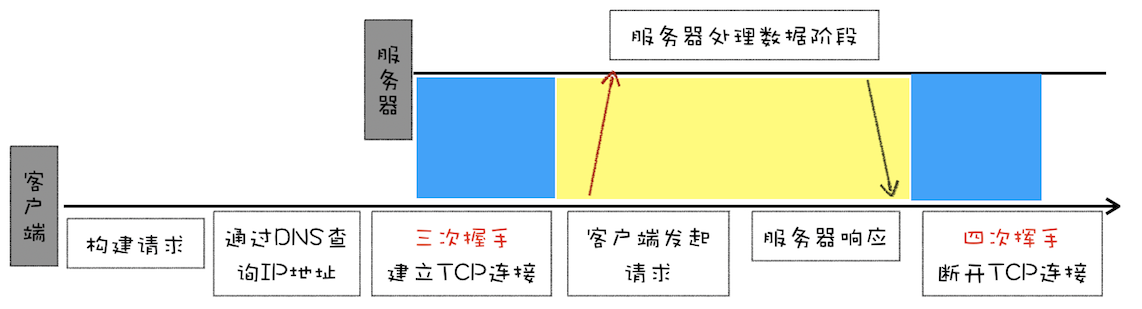 服务器处理数据阶段
服务器
客户端
构建请求
通过DNS查
询IP地址
三次握手
建立TCP连接
客户端发起
请求
服务器响应
四次挥手
断开TCP连接